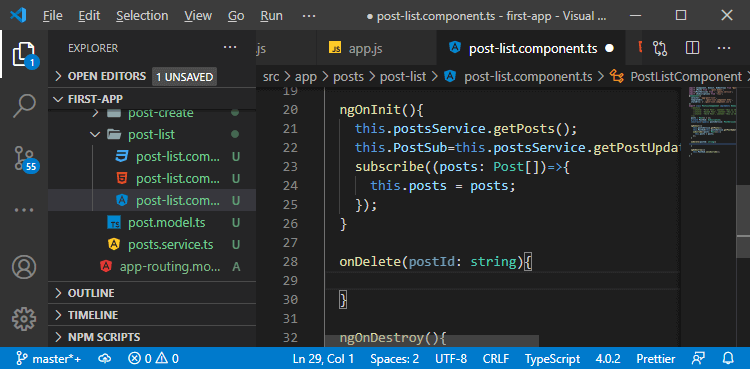 File Edit Selection View Go Run ··· ● post-list.component.ts - first-app - Visual ...
EXPLORER ···
OPEN EDITORS 1 UNSAVED
FIRST-APP
post-create
post-list
post-list.com... U
post-list.com... U
post-list.com... U
TS post.model.ts U
posts.service.ts U
app-routing.mo... A
OUTLINE
TIMELINE
NPM SCRIPTS
1
55
.js app.js post-list.component.ts ●
src > app > posts > post-list > post-list.component.ts > PostListComponent
19
20 ngOnInit(){
21 this.postsService.getPosts();
22 this.PostSub=this.postsService.getPostUpdat
23 subscribe((posts: Post[])=>{
24 this.posts = posts;
25 });
26 }
27
28 onDelete(postId: string){
29
30 }
31
32 ngOnDestroy(){
master*+ 0 0 Ln 29, Col 1 Spaces: 2 UTF-8 CRLF TypeScript 4.0.2 Prettier